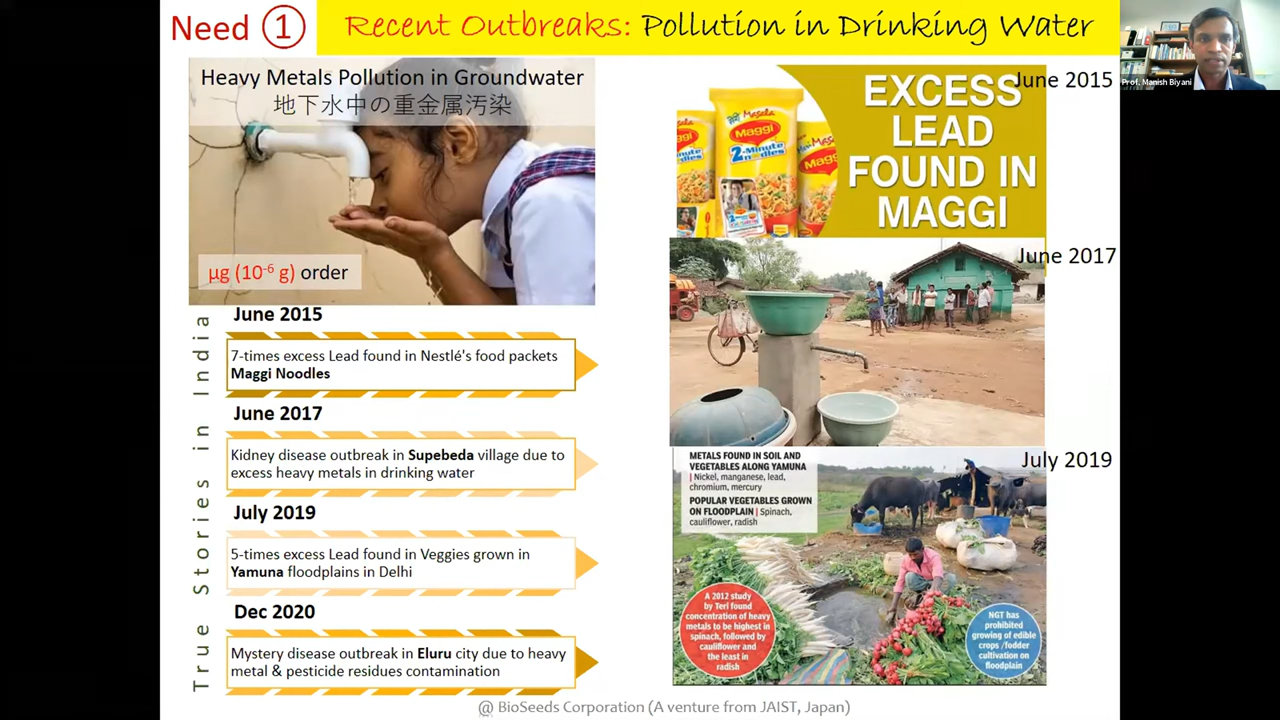 Need 1
Recent Outbreaks: Pollution in Drinking Water
Prof. Manish Biyani
Heavy Metals Pollution in Groundwater
地下水中の重金属汚染
µg (10⁻⁶ g) order
True Stories in India
June 2015
7-times excess Lead found in Nestlé's food packets
Maggi Noodles
June 2017
Kidney disease outbreak in Supebeda village due to
excess heavy metals in drinking water
July 2019
5-times excess Lead found in Veggies grown in
Yamuna floodplains in Delhi
Dec 2020
Mystery disease outbreak in Eluru city due to heavy
metal & pesticide residues contamination
June 2015
EXCESS
LEAD
FOUND IN
MAGGI
Masala
Maggi
2-Minute
noodles
June 2017
July 2019
METALS FOUND IN SOIL AND
VEGETABLES ALONG YAMUNA
| Nickel, manganese, lead,
chromium, mercury
POPULAR VEGETABLES GROWN
ON FLOODPLAIN | Spinach,
cauliflower, radish
A 2012 study
by Teri found
concentration of heavy
metals to be highest in
spinach, followed by
cauliflower and
the least in
radish
NGT has
prohibited
growing of edible
crops /fodder
cultivation on
floodplain
@ BioSeeds Corporation (A venture from JAIST, Japan)